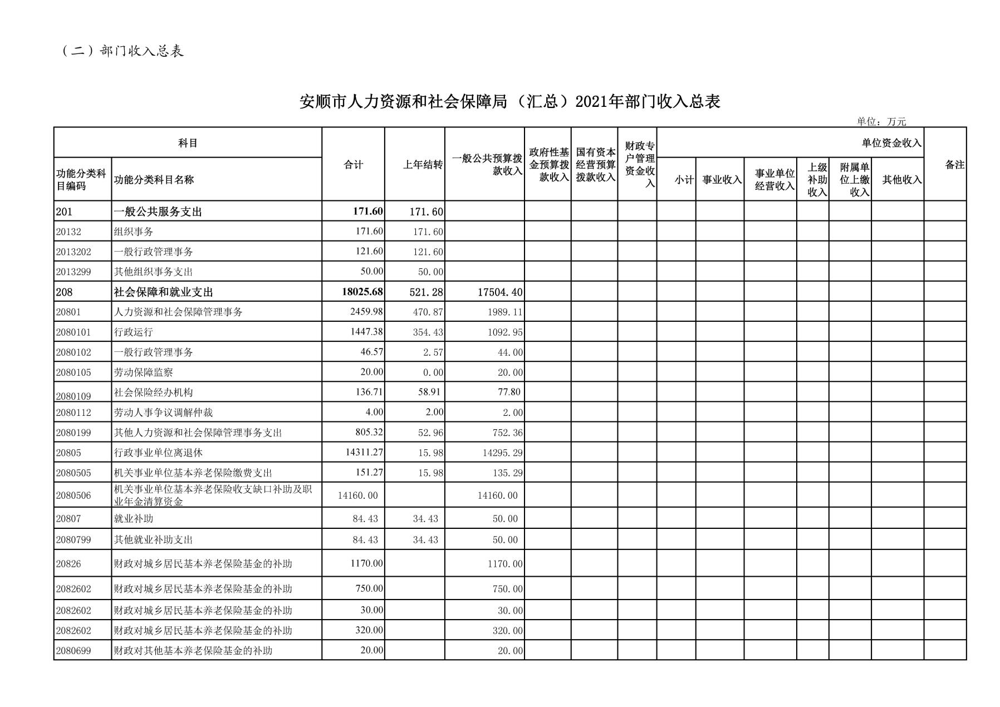 （二）部门收入总表
安顺市人力资源和社会保障局（汇总）2021年部门收入总表
单位：万元
科目 合计 上年结转 一般公共预算拨款收入 政府性基金预算拨款收入 国有资本经营预算拨款收入 财政专户管理资金收入 单位资金收入 备注
功能分类科目编码 功能分类科目名称 小计 事业收入 事业单位经营收入 上级补助收入 附属单位上缴收入 其他收入
201 一般公共服务支出 171.60 171.60
20132 组织事务 171.60 171.60
2013202 一般行政管理事务 121.60 121.60
2013299 其他组织事务支出 50.00 50.00
208 社会保障和就业支出 18025.68 521.28 17504.40
20801 人力资源和社会保障管理事务 2459.98 470.87 1989.11
2080101 行政运行 1447.38 354.43 1092.95
2080102 一般行政管理事务 46.57 2.57 44.00
2080105 劳动保障监察 20.00 0.00 20.00
2080109 社会保险经办机构 136.71 58.91 77.80
2080112 劳动人事争议调解仲裁 4.00 2.00 2.00
2080199 其他人力资源和社会保障管理事务支出 805.32 52.96 752.36
20805 行政事业单位离退休 14311.27 15.98 14295.29
2080505 机关事业单位基本养老保险缴费支出 151.27 15.98 135.29
2080506 机关事业单位基本养老保险收支缺口补助及职业年金清算资金 14160.00 14160.00
20807 就业补助 84.43 34.43 50.00
2080799 其他就业补助支出 84.43 34.43 50.00
20826 财政对城乡居民基本养老保险基金的补助 1170.00 1170.00
2082602 财政对城乡居民基本养老保险基金的补助 750.00 750.00
2082602 财政对城乡居民基本养老保险基金的补助 30.00 30.00
2082602 财政对城乡居民基本养老保险基金的补助 320.00 320.00
2080699 财政对其他基本养老保险基金的补助 20.00 20.00